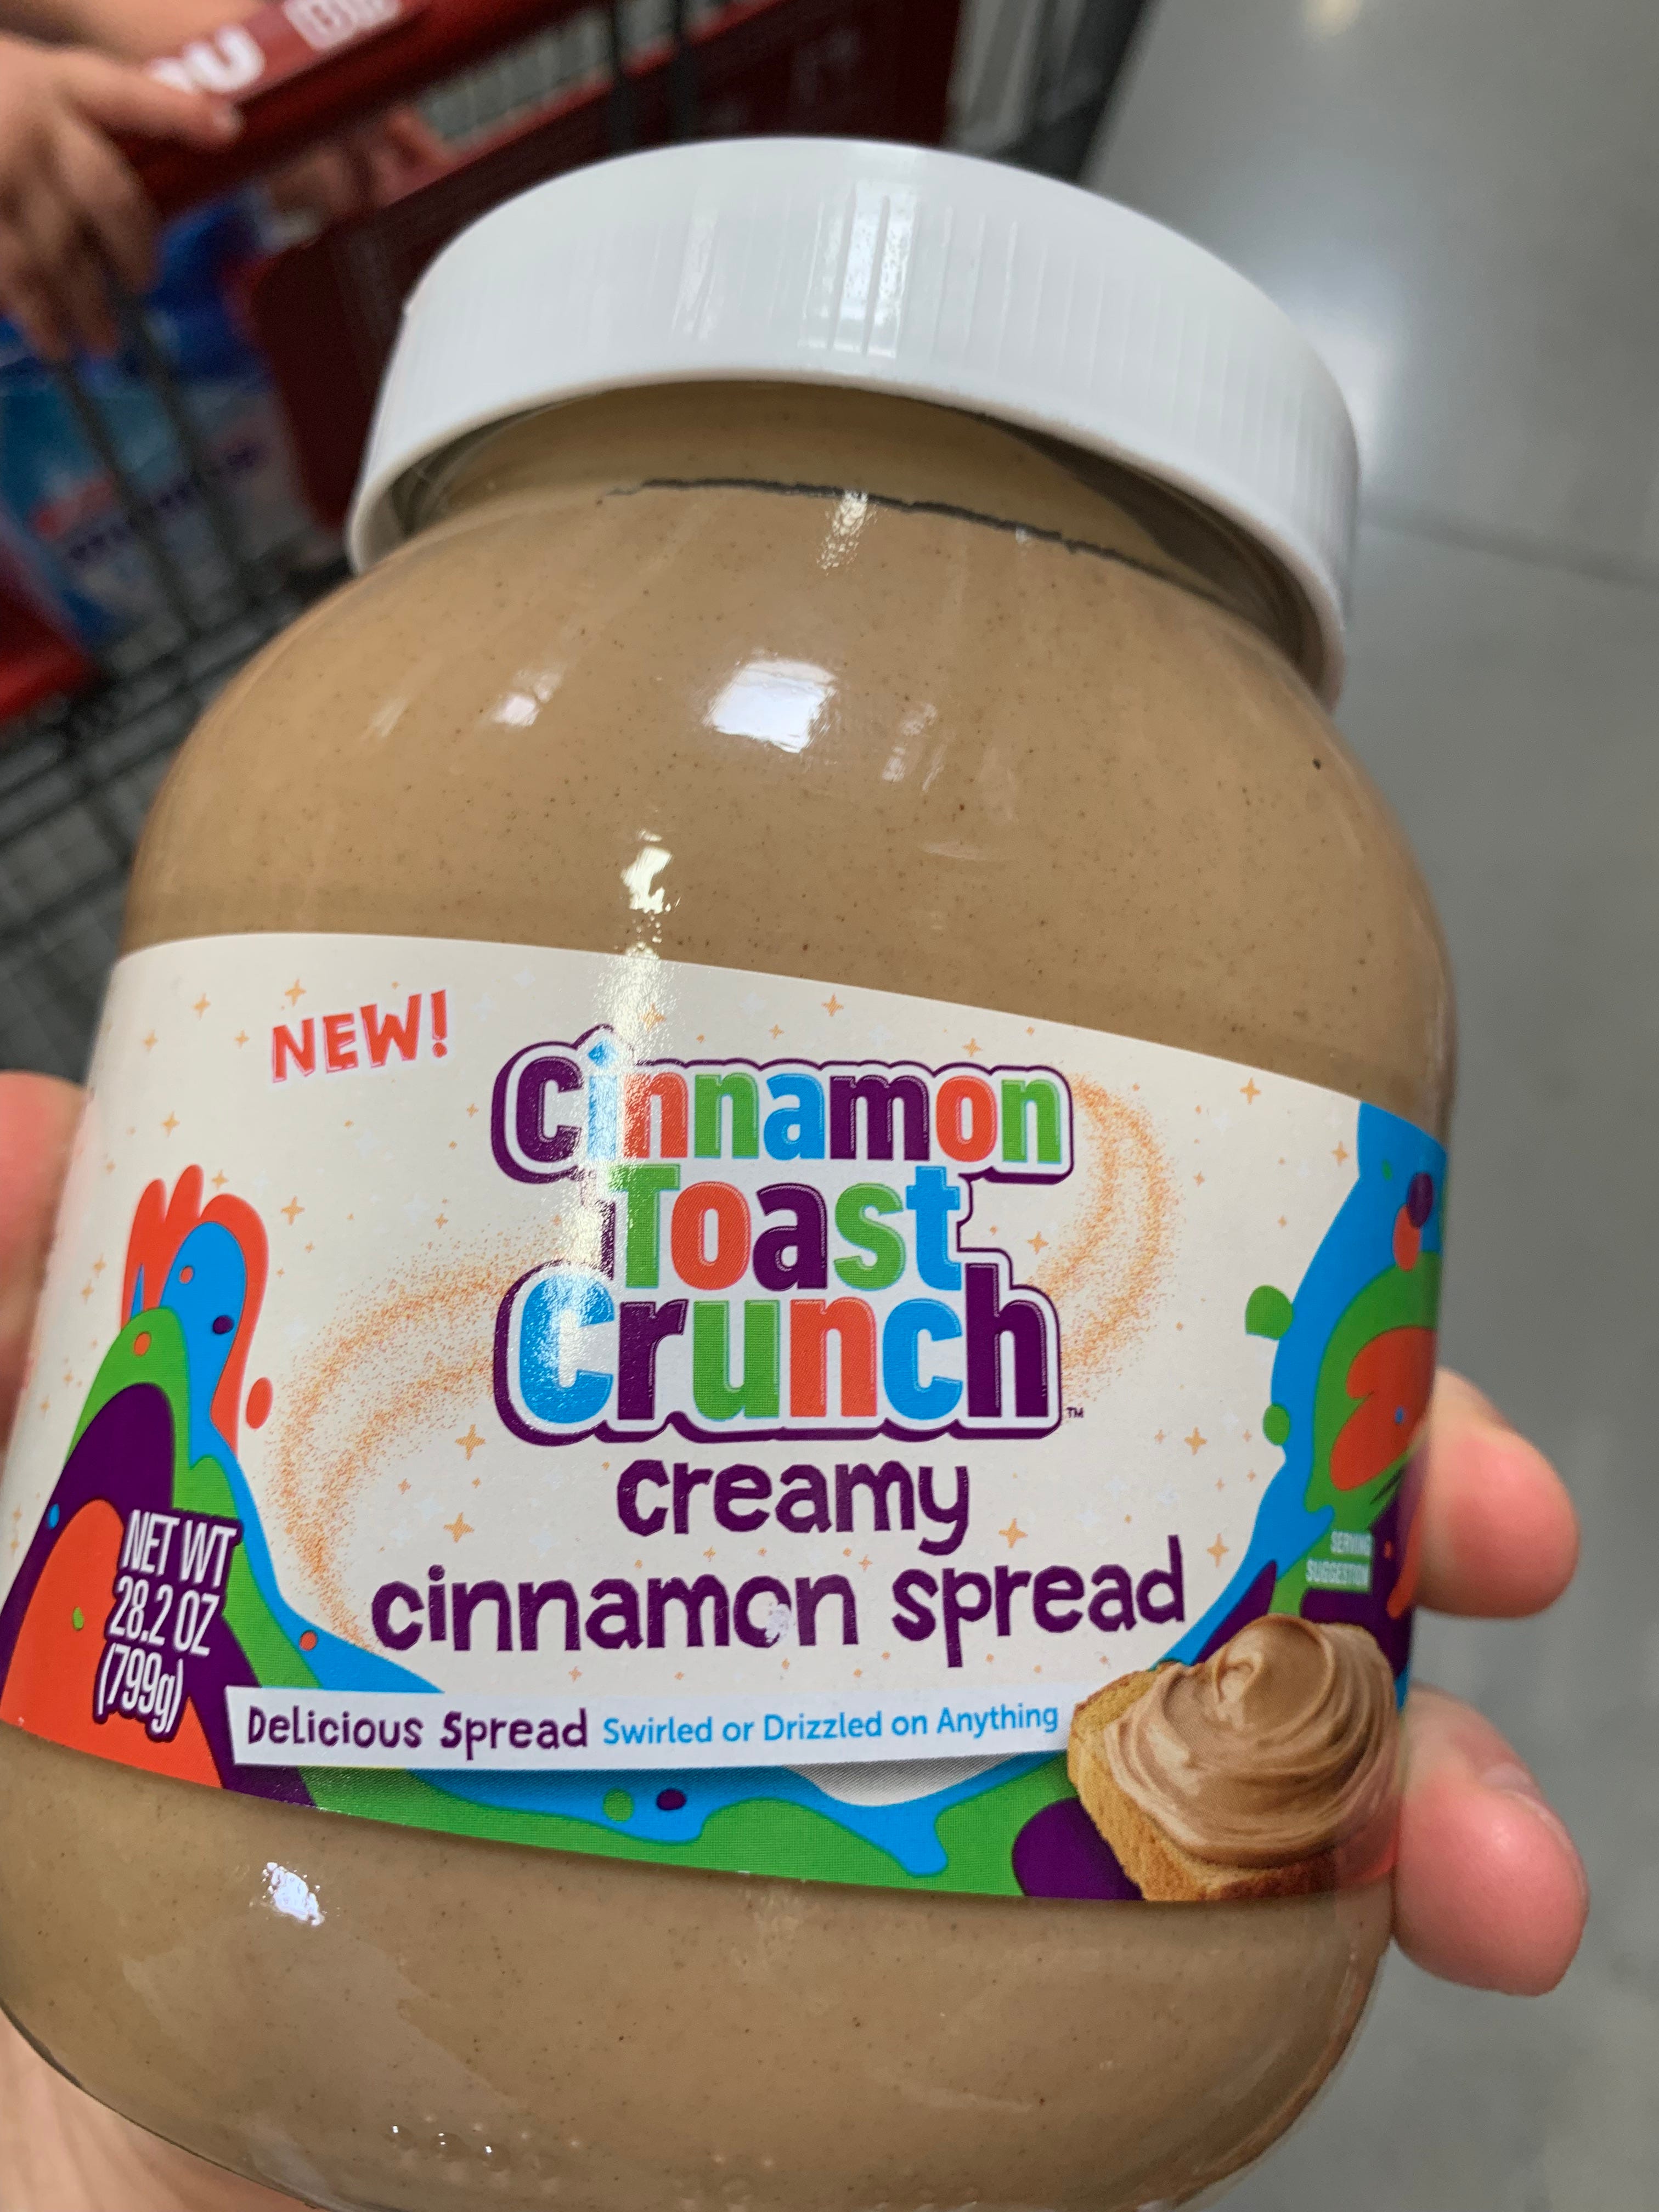 NEW!
Cinnamon
Toast
Crunch™
creamy
cinnamon spread
NET WT
28.2 OZ
(799g)
Delicious Spread Swirled or Drizzled on Anything
SERVING
SUGGESTION